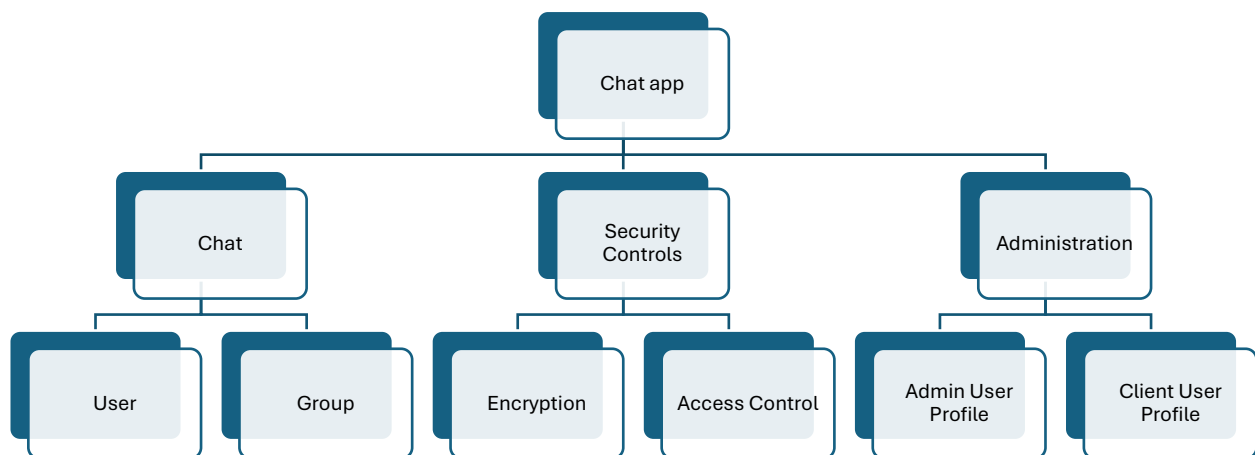 Chat app
Chat
Security
Controls
Administration
User
Group
Encryption
Access Control
Admin User
Profile
Client User
Profile